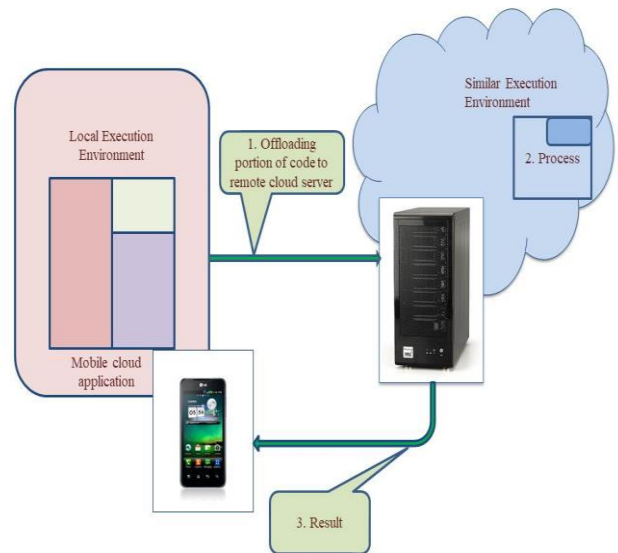 Local Execution
Environment
Mobile cloud
application
1. Offloading
portion of code to
remote cloud server
Similar Execution
Environment
2. Process
LG
3. Result